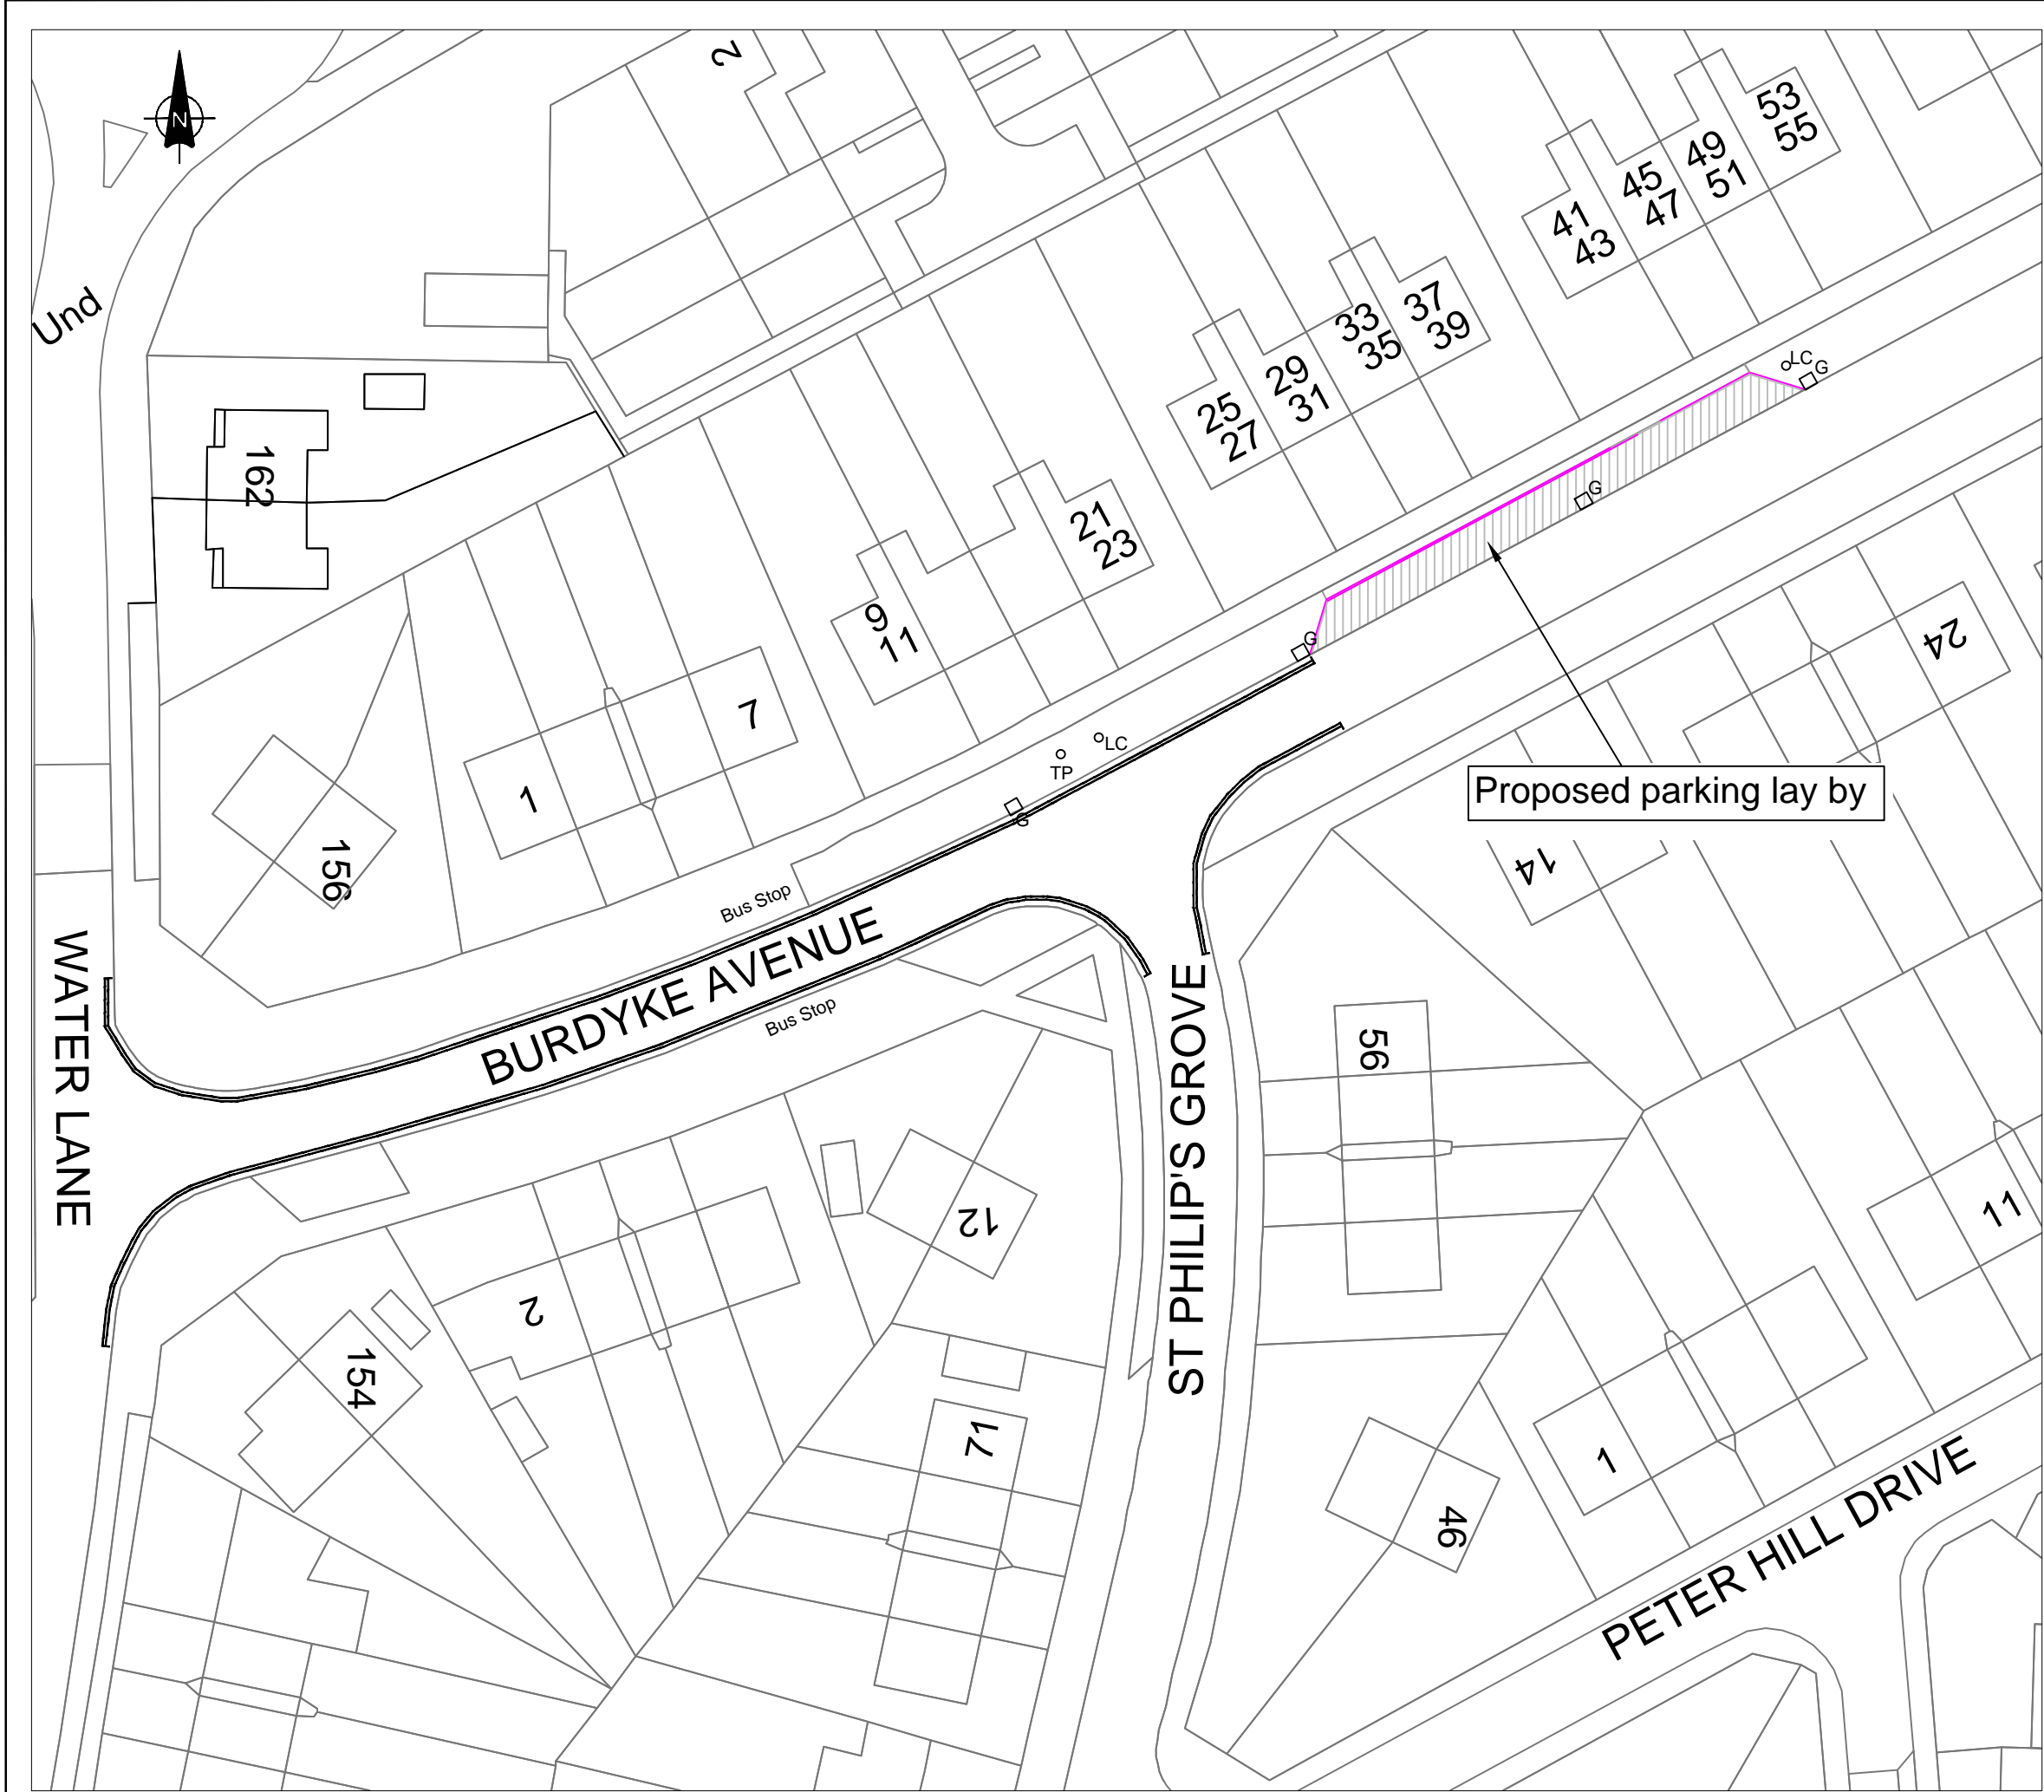 N
2
53
55
49
51
45
47
41
43
Und
37
39
33
35
29
31
25
27
LC
G
162
G
21
23
9
11
G
24
7
LC
TP
1
G
Proposed parking lay by
14
156
Bus Stop
BURDYKE AVENUE
Bus Stop
WATER LANE
ST PHILIP'S GROVE
56
12
11
2
154
71
1
46
PETER HILL DRIVE